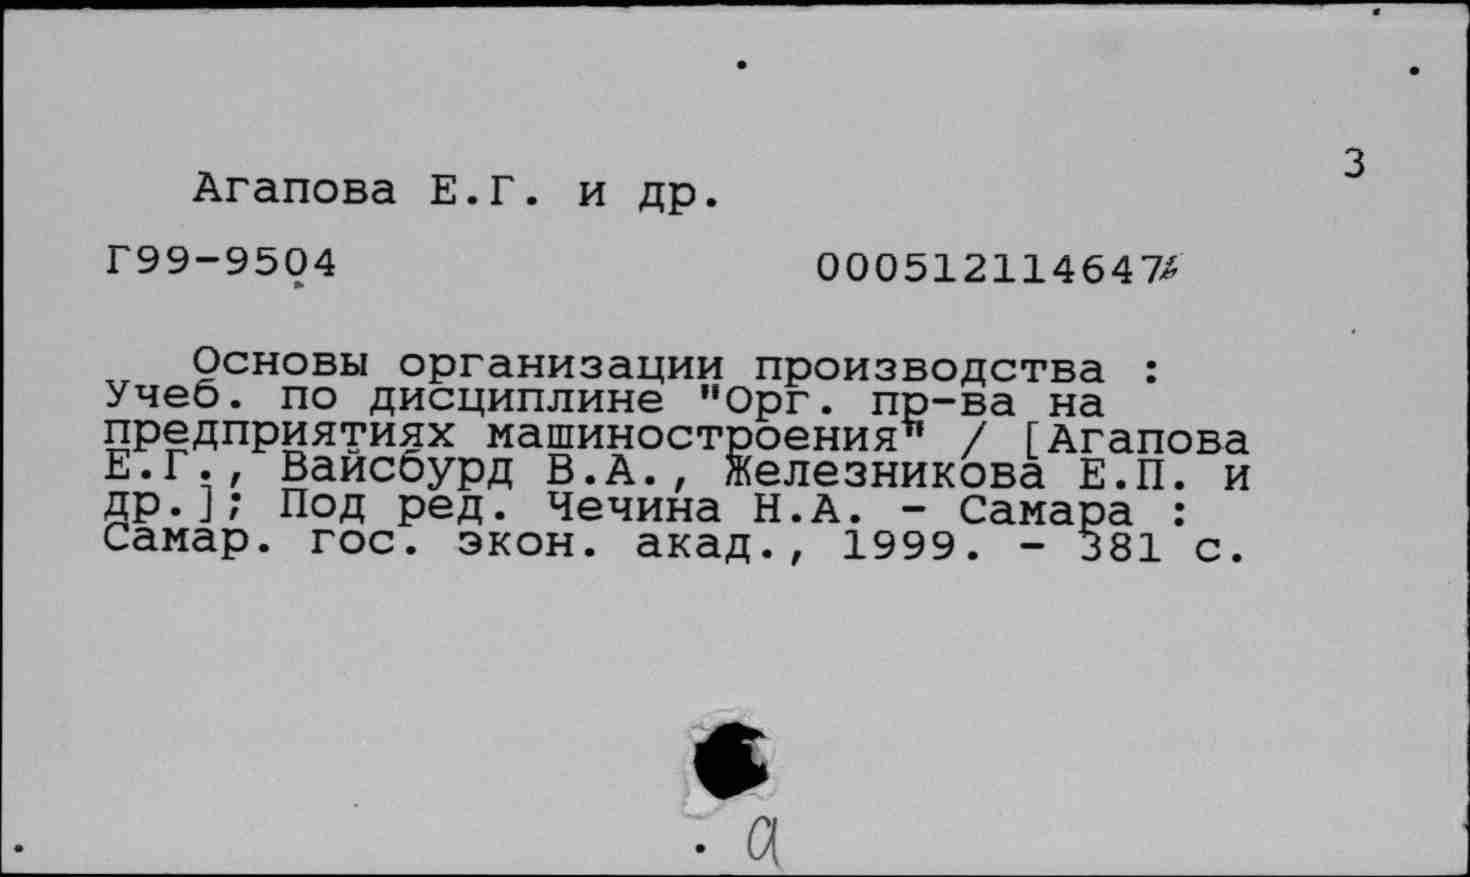 3
Агапова Е.Г. и др.
Г99-9504 000512114647
Основы организации производства :
Учеб. по дисциплине "Орг. пр-ва на
предприятиях машиностроения" / [Агапова
Е.Г., Вайсбурд В.А., Железникова Е.П. и
др.]; Под ред. Чечина Н.А. - Самара :
Самар. гос. экон. акад., 1999. - 381 с.
а